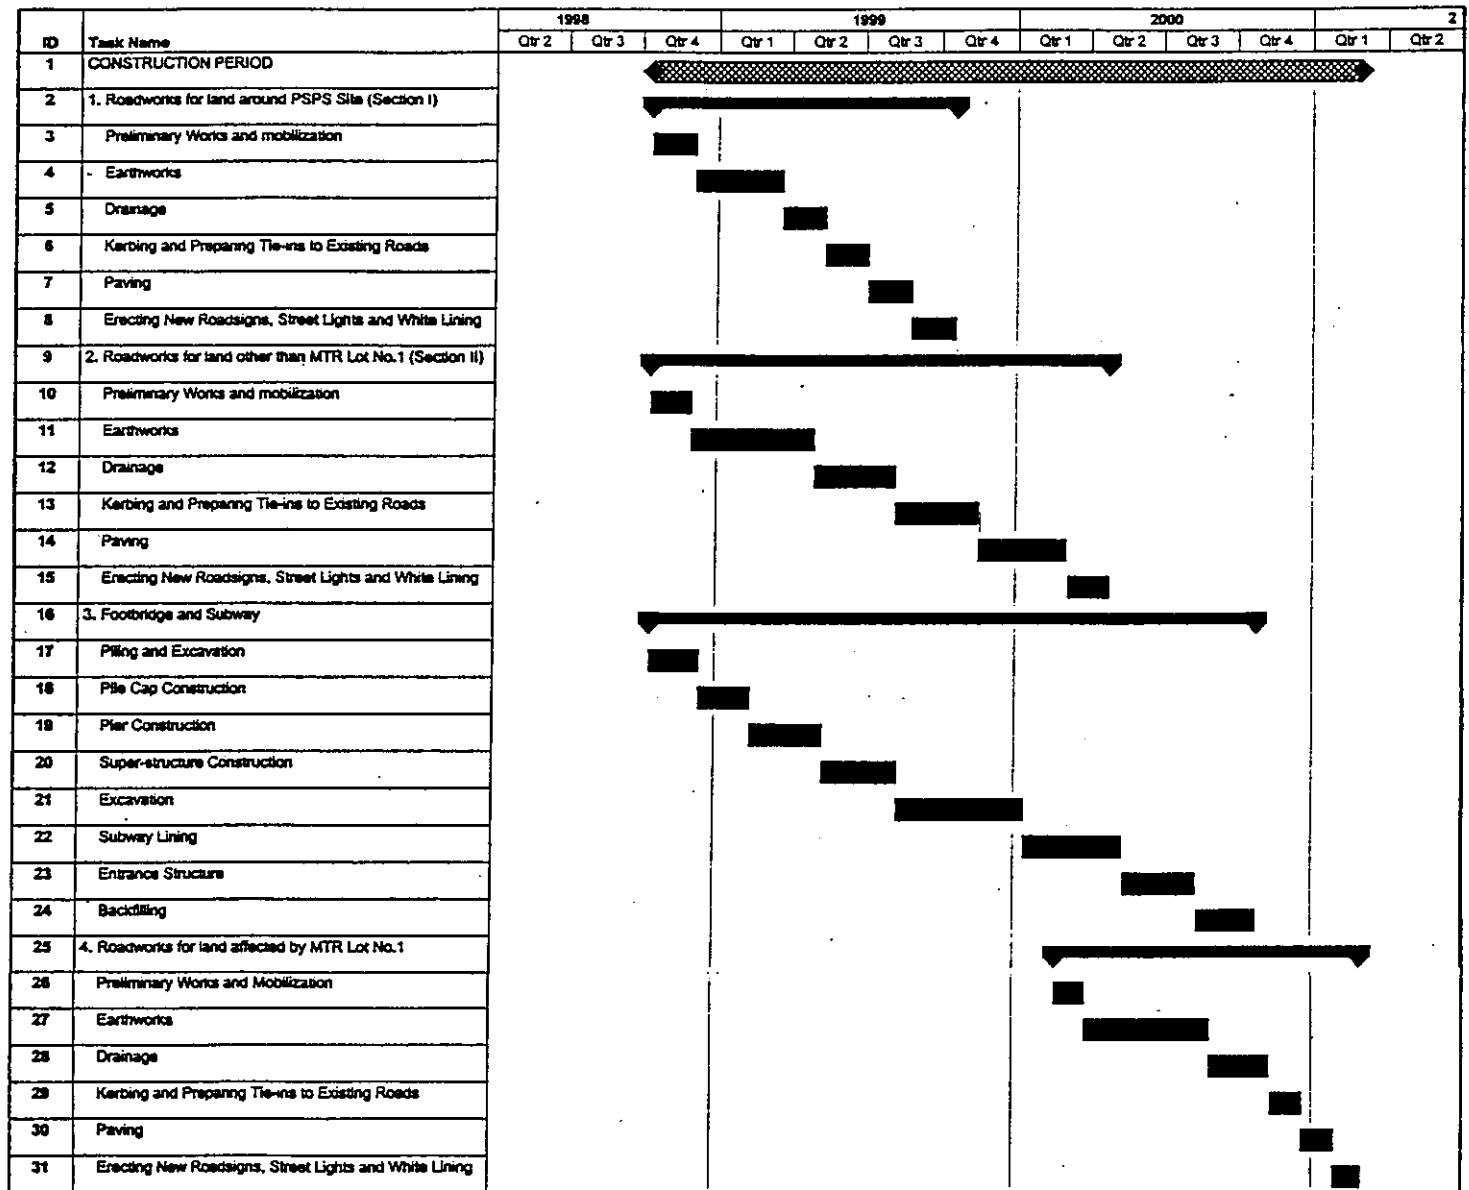 1998 1999 2000 2
ID Task Name Qtr 2 Qtr 3 Qtr 4 Qtr 1 Qtr 2 Qtr 3 Qtr 4 Qtr 1 Qtr 2 Qtr 3 Qtr 4 Qtr 1 Qtr 2
1 CONSTRUCTION PERIOD
2 1. Roadworks for land around PSPS Site (Section I)
3 Preliminary Works and mobilization
4 Earthworks
5 Drainage
6 Kerbing and Preparing Tie-ins to Existing Roads
7 Paving
8 Erecting New Roadsigns, Street Lights and White Lining
9 2. Roadworks for land other than MTR Lot No.1 (Section II)
10 Preliminary Works and mobilization
11 Earthworks
12 Drainage
13 Kerbing and Preparing Tie-ins to Existing Roads
14 Paving
15 Erecting New Roadsigns, Street Lights and White Lining
16 3. Footbridge and Subway
17 Piling and Excavation
18 Pile Cap Construction
19 Pier Construction
20 Super-structure Construction
21 Excavation
22 Subway Lining
23 Entrance Structure
24 Backfilling
25 4. Roadworks for land affected by MTR Lot No.1
26 Preliminary Works and Mobilization
27 Earthworks
28 Drainage
29 Kerbing and Preparing Tie-ins to Existing Roads
30 Paving
31 Erecting New Roadsigns, Street Lights and White Lining